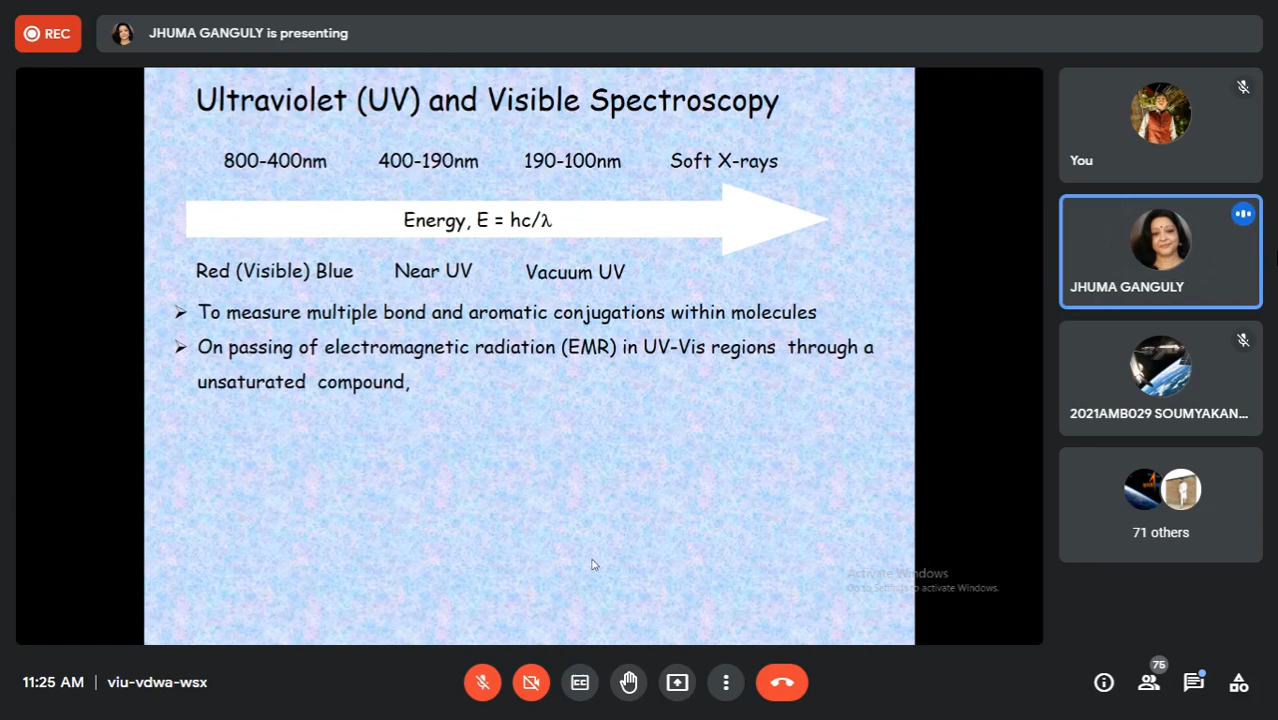 REC
JHUMA GANGULY is presenting
Ultraviolet (UV) and Visible Spectroscopy
800-400nm 400-190nm 190-100nm Soft X-rays
Energy, E = hc/λ
Red (Visible) Blue Near UV Vacuum UV
➢ To measure multiple bond and aromatic conjugations within molecules
➢ On passing of electromagnetic radiation (EMR) in UV-Vis regions through a
unsaturated compound,
Activate Windows
Go to Settings to activate Windows.
You
JHUMA GANGULY
2021AMB029 SOUMYAKAN...
71 others
11:25 AM | viu-vdwa-wsx
CC
75